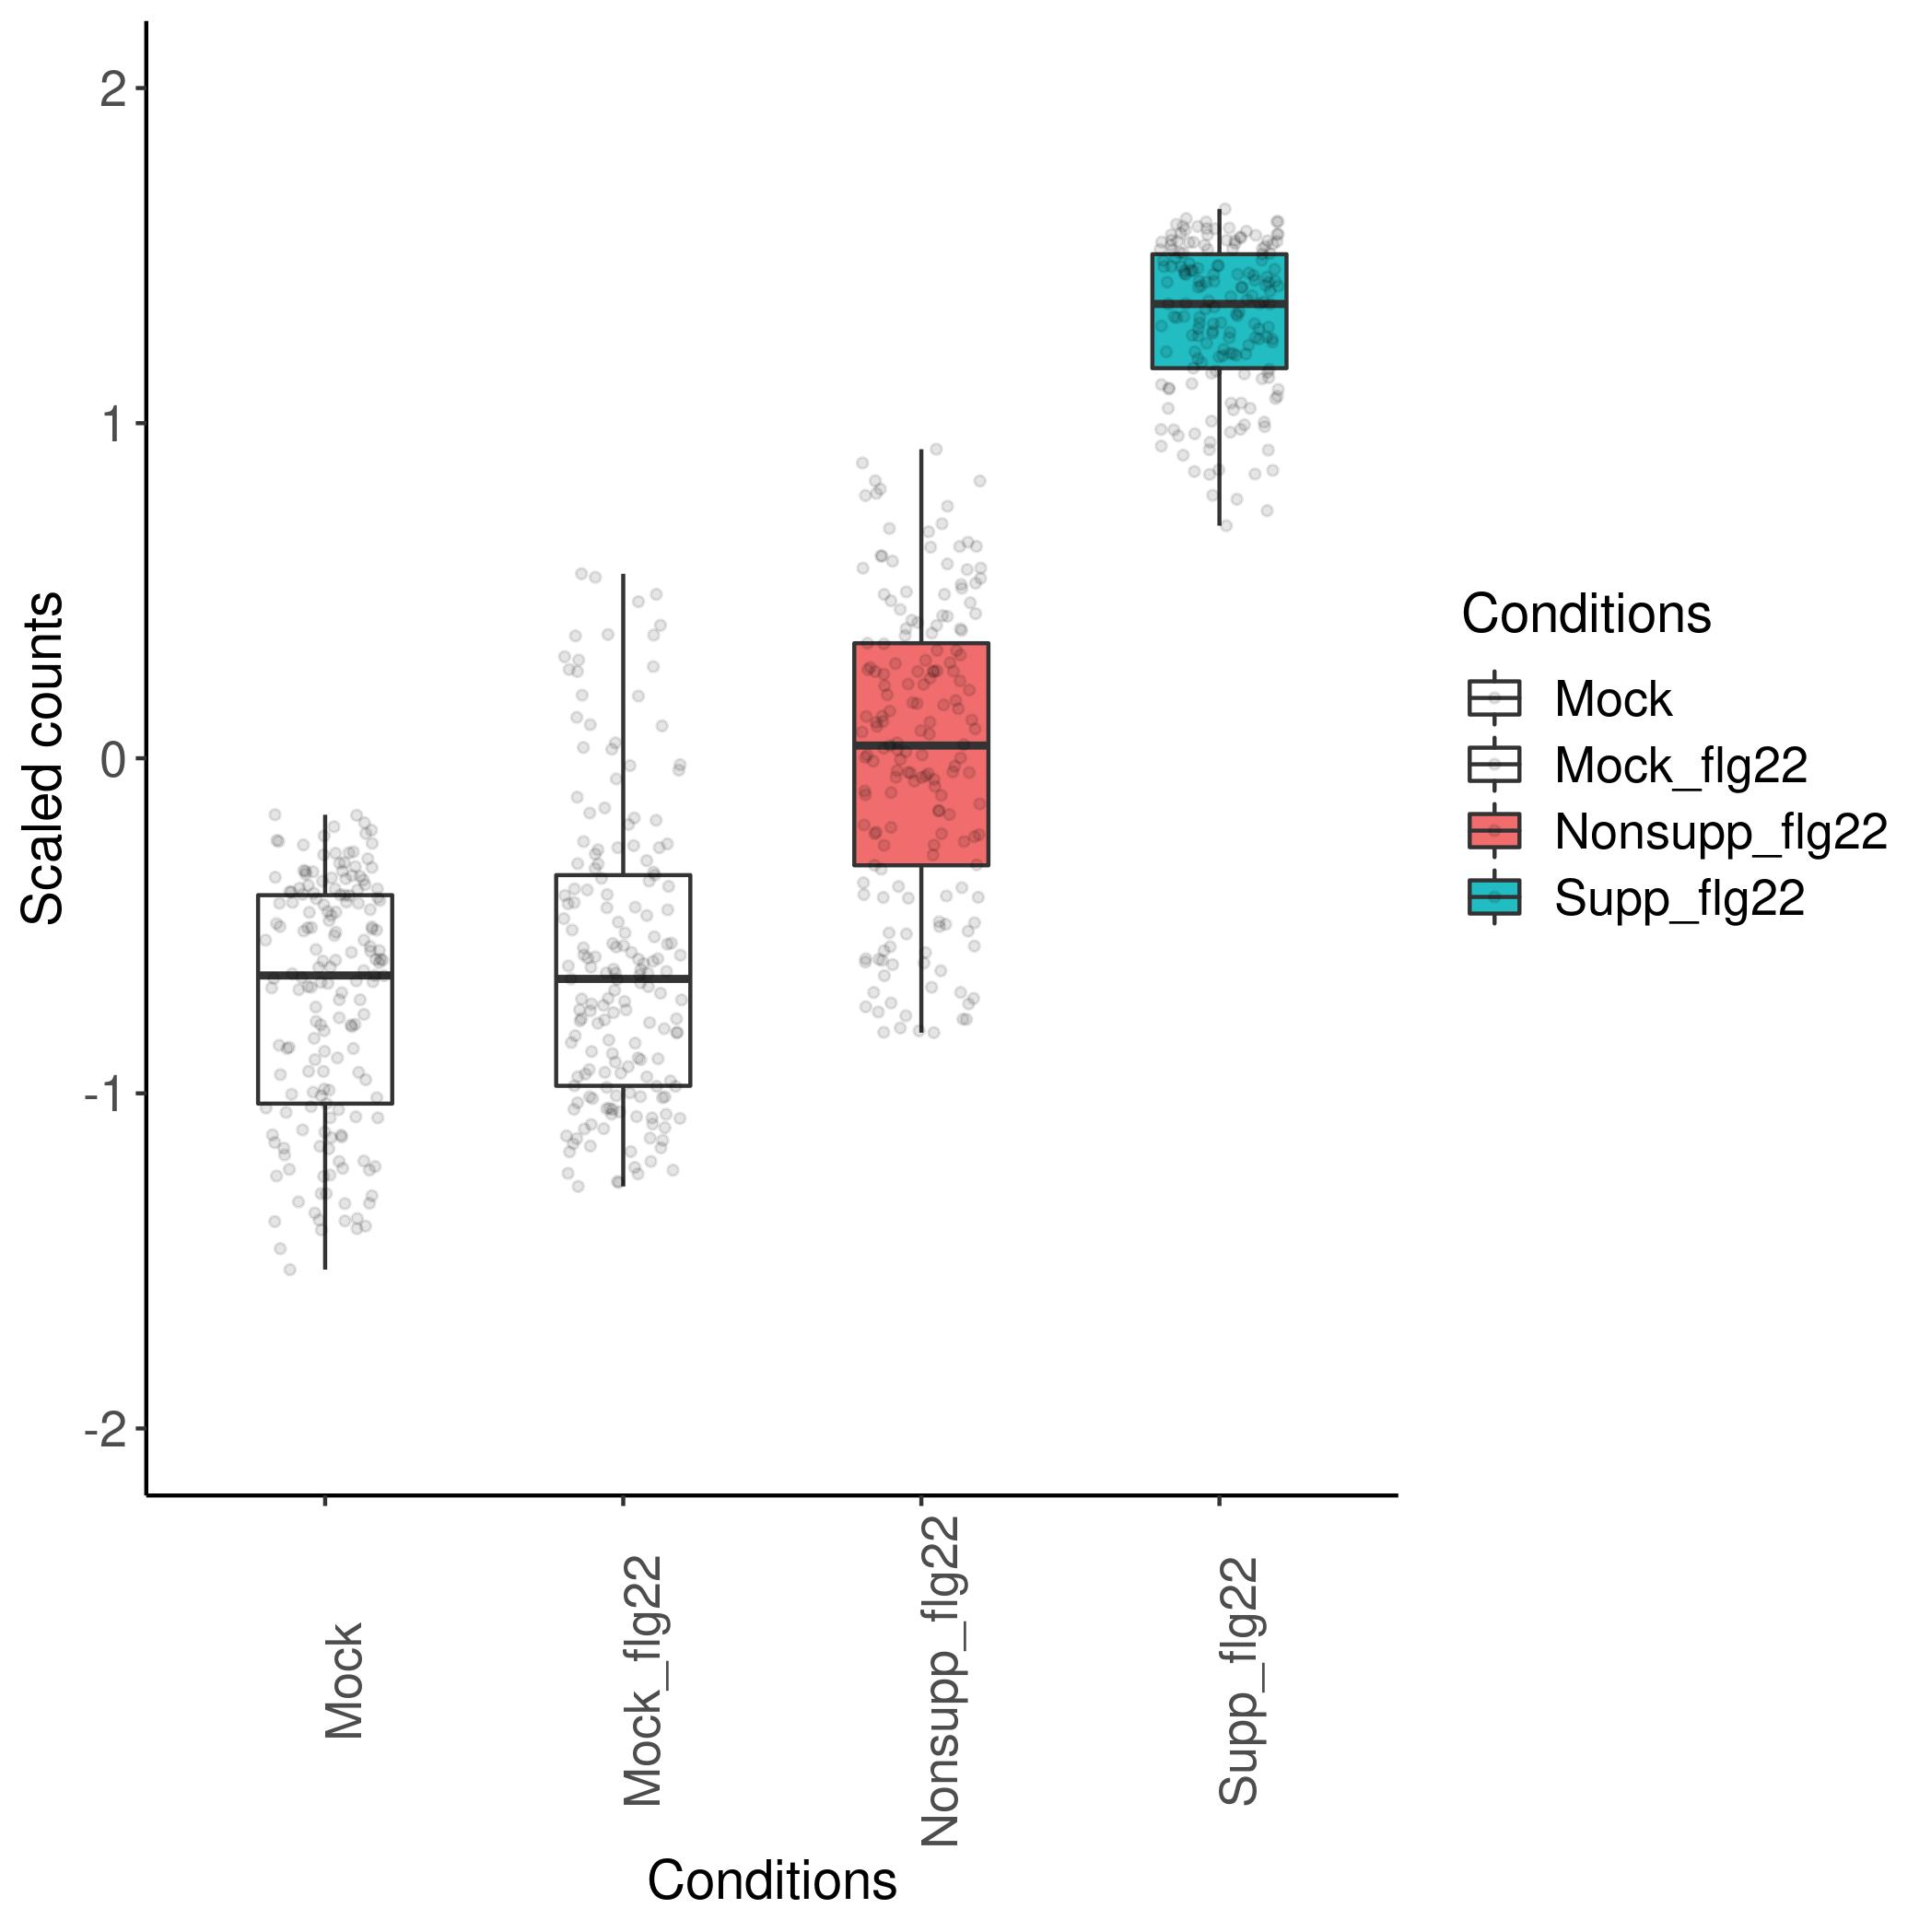 Scaled counts
2
1
0
-1
-2
Mock
Mock_flg22
Nonsupp_flg22
Supp_flg22
Conditions
Conditions
Mock
Mock_flg22
Nonsupp_flg22
Supp_flg22